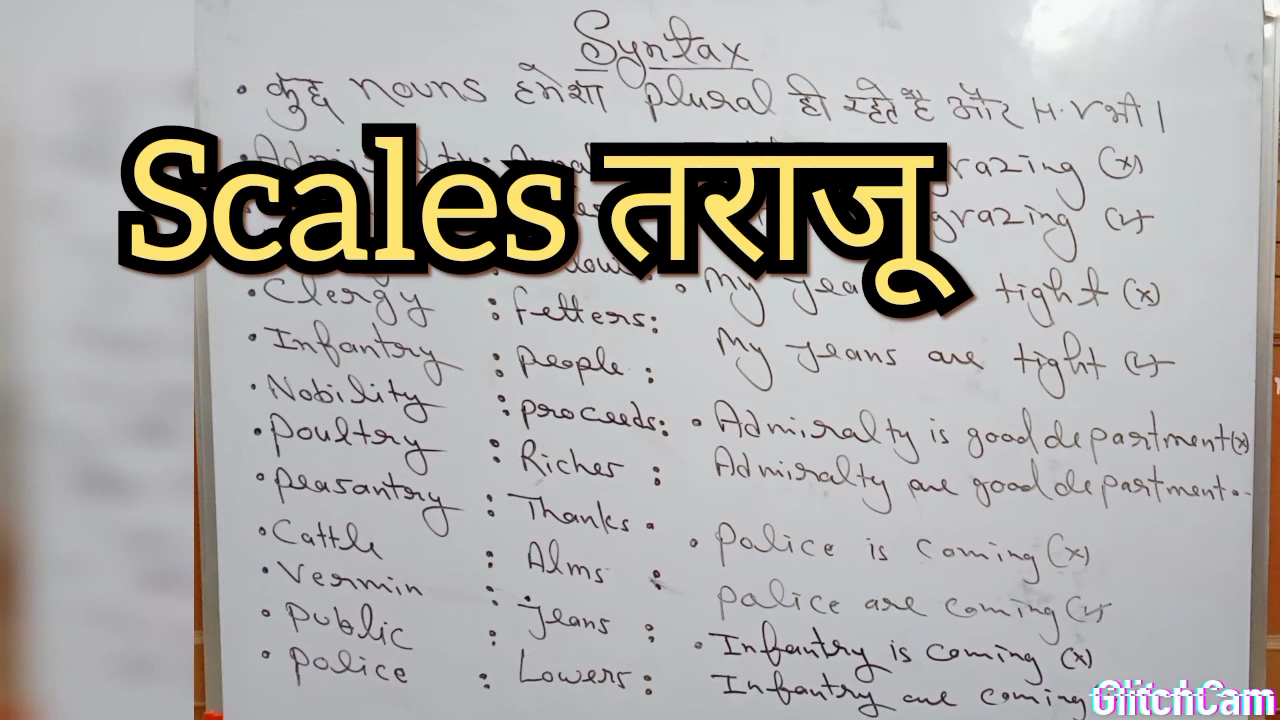 Syntax
• कुछ nouns हमेशा plural ही रहते है और H.V भी।
Scales तराजू
grazing (x)
grazing (✓)
• Clergy : fetters:
• My tight (x)
• Infantry : people :
My jeans are tight (✓)
• Nobility : proceeds:
• Admiralty is good department (x)
• poultry : Riches :
Admiralty are good department..
• peasantry : Thanks •
• police is coming (x)
• Cattle : Alms :
police are coming (✓)
• Vermin : jeans :
• Infantry is coming (x)
• public : Lowers :
Infantry are coming
• police
GlitchCam